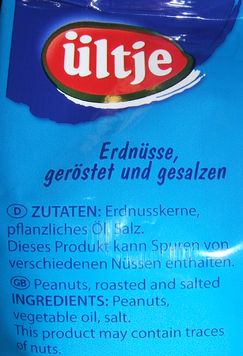 ültje
Erdnüsse,
geröstet und gesalzen
D ZUTATEN: Erdnusskerne,
pflanzliches Öl, Salz.
Dieses Produkt kann Spuren von
verschiedenen Nüssen enthalten.
GB Peanuts, roasted and salted
INGREDIENTS: Peanuts,
vegetable oil, salt.
This product may contain traces
of nuts.